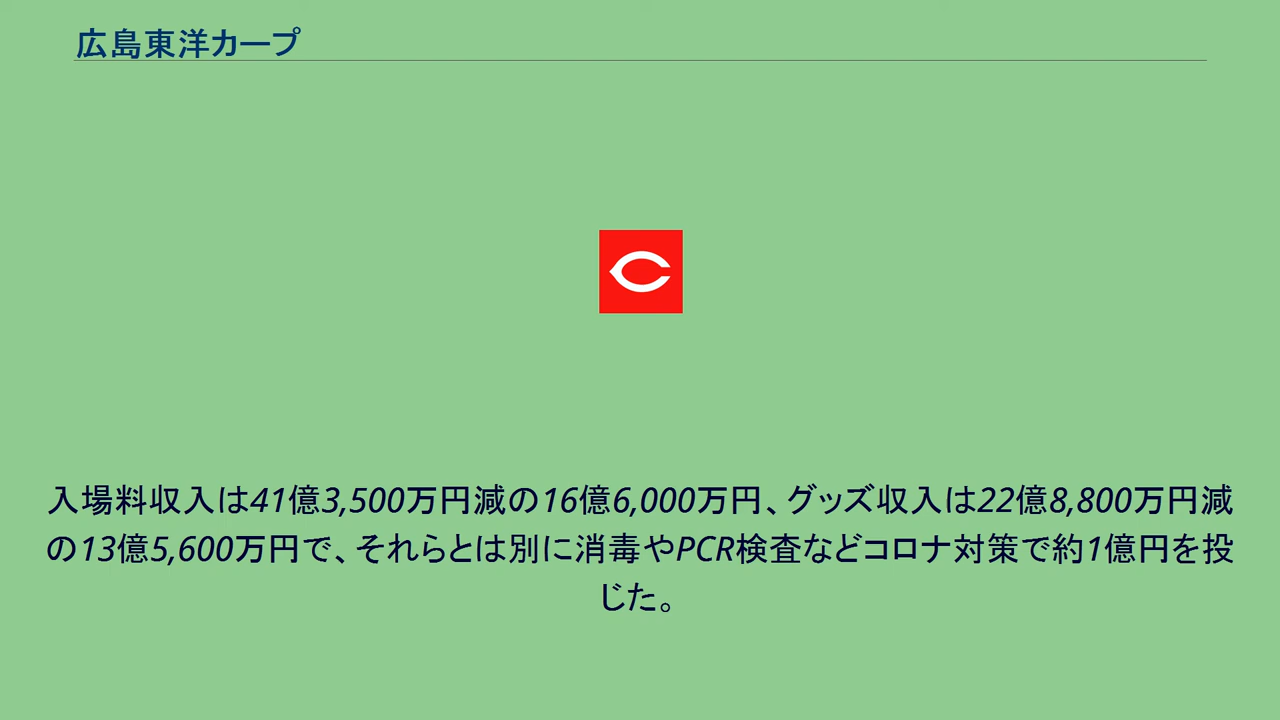 広島東洋カープ
入場料収入は41億3,500万円減の16億6,000万円、グッズ収入は22億8,800万円減
の13億5,600万円で、それらとは別に消毒やPCR検査などコロナ対策で約1億円を投
じた。